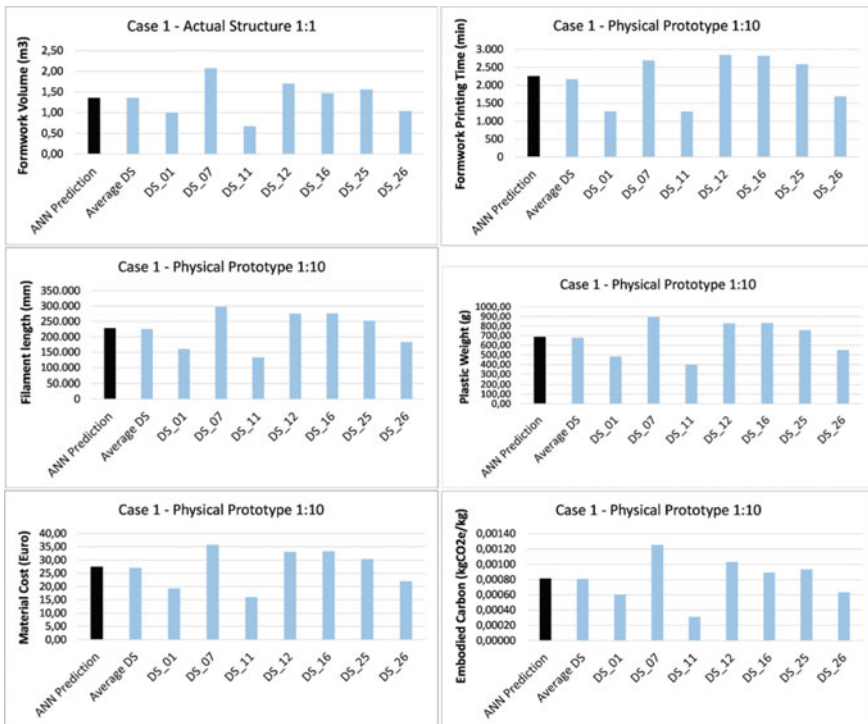 Case 1 - Actual Structure 1:1
Formwork Volume (m3)
2,50
2,00
1,50
1,00
0,50
0,00
ANN Prediction
Average DS
DS_01
DS_07
DS_11
DS_12
DS_16
DS_25
DS_26
Case 1 - Physical Prototype 1:10
Formwork Printing Time (min)
3.000
2.500
2.000
1.500
1.000
500
0
ANN Prediction
Average DS
DS_01
DS_07
DS_11
DS_12
DS_16
DS_25
DS_26
Case 1 - Physical Prototype 1:10
Filament length (mm)
350.000
300.000
250.000
200.000
150.000
100.000
50.000
0
ANN Prediction
Average DS
DS_01
DS_07
DS_11
DS_12
DS_16
DS_25
DS_26
Case 1 - Physical Prototype 1:10
Plastic Weight (g)
1000,00
900,00
800,00
700,00
600,00
500,00
400,00
300,00
200,00
100,00
0,00
ANN Prediction
Average DS
DS_01
DS_07
DS_11
DS_12
DS_16
DS_25
DS_26
Case 1 - Physical Prototype 1:10
Material Cost (Euro)
40,00
35,00
30,00
25,00
20,00
15,00
10,00
5,00
0,00
ANN Prediction
Average DS
DS_01
DS_07
DS_11
DS_12
DS_16
DS_25
DS_26
Case 1 - Physical Prototype 1:10
Embodied Carbon (kgCO2e/kg)
0,00140
0,00120
0,00100
0,00080
0,00060
0,00040
0,00020
0,00000
ANN Prediction
Average DS
DS_01
DS_07
DS_11
DS_12
DS_16
DS_25
DS_26